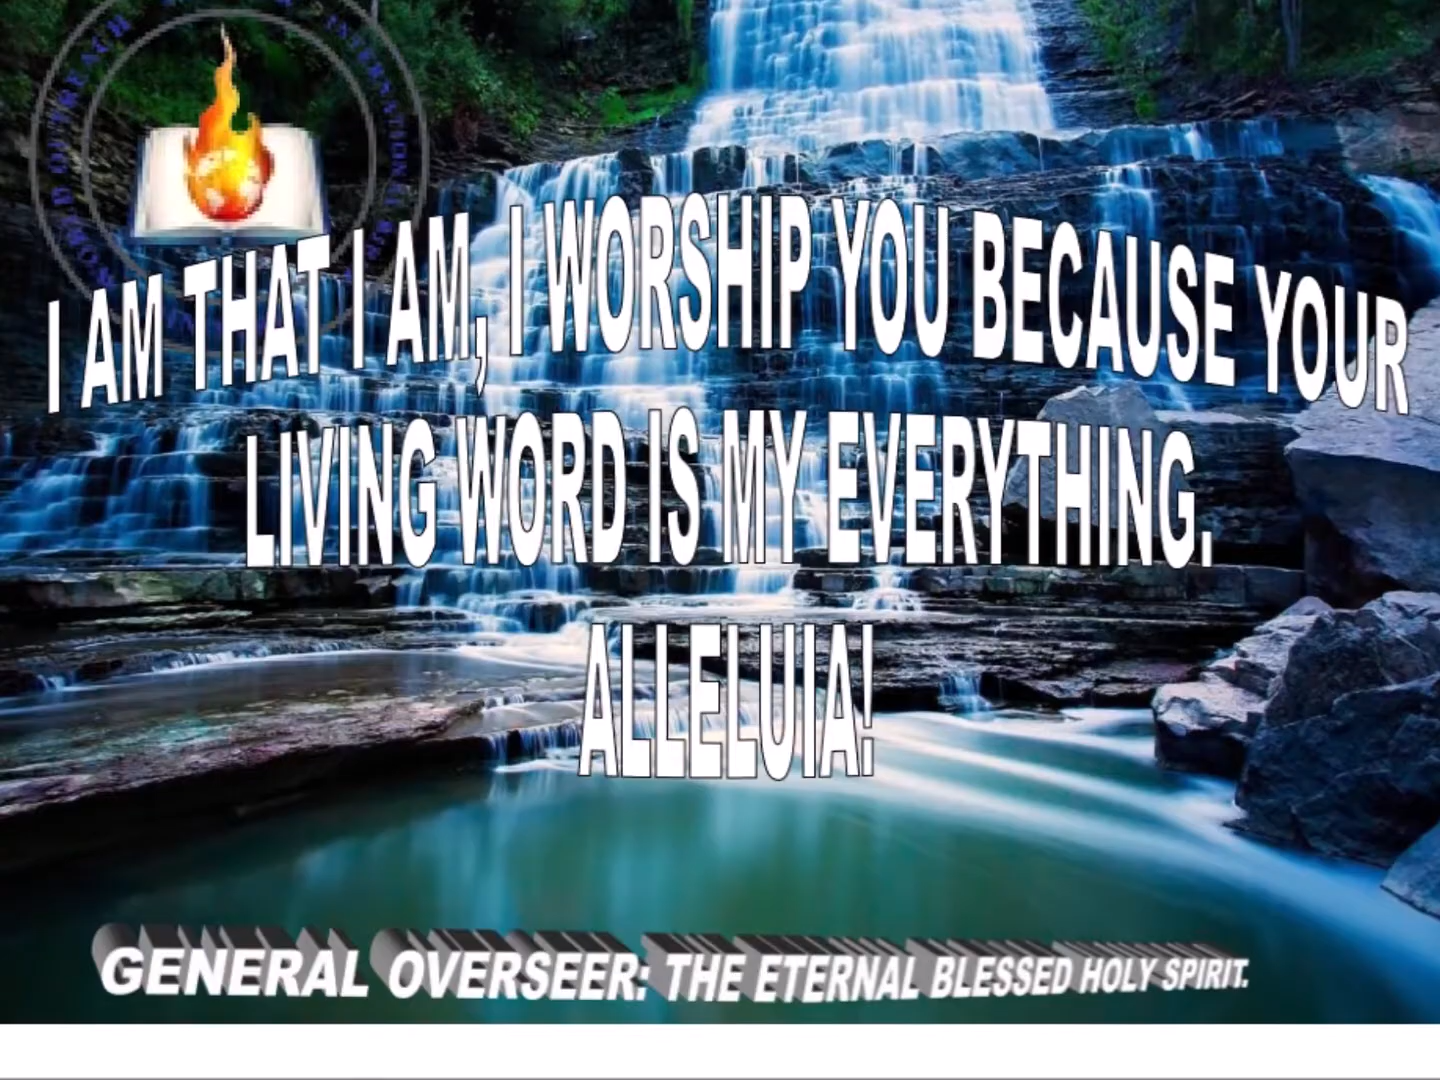 I AM THAT I AM, I WORSHIP YOU BECAUSE YOUR
LIVING WORD IS MY EVERYTHING.
ALLELUIA!
GENERAL OVERSEER: THE ETERNAL BLESSED HOLY SPIRIT.